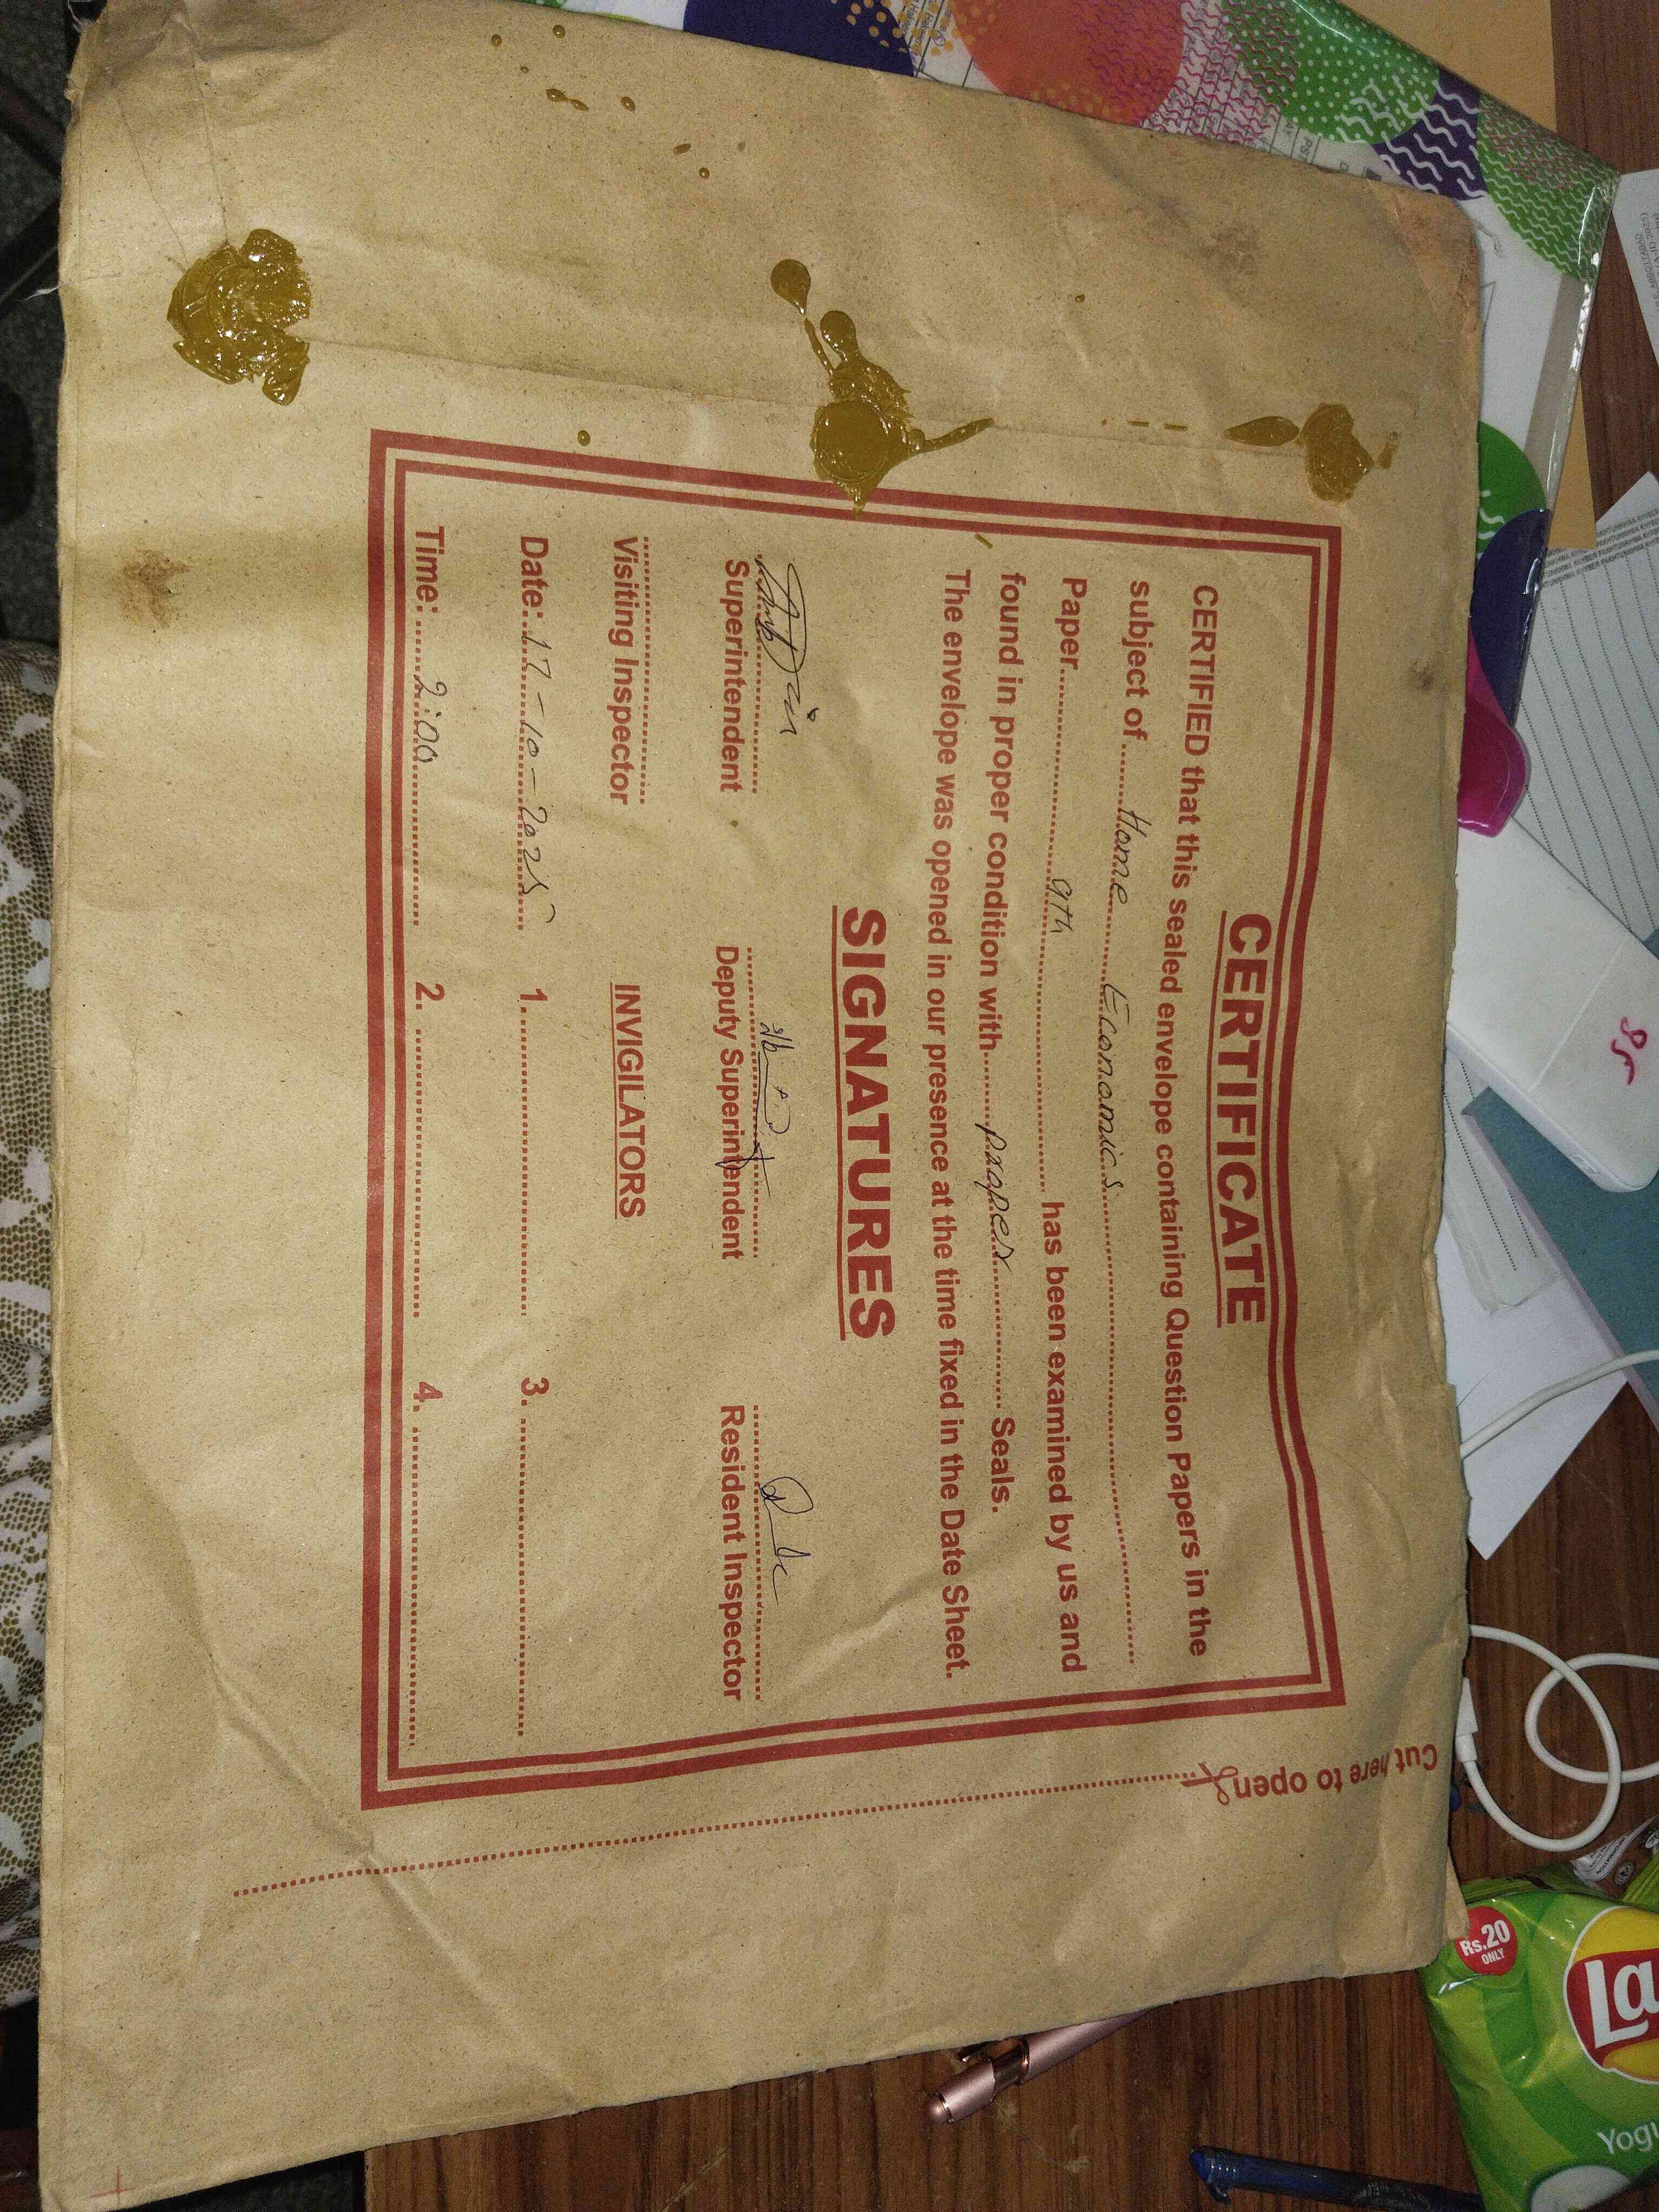 CERTIFICATE
CERTIFIED that this sealed envelope containing Question Papers in the
subject of Home Economics
Paper 9th has been examined by us and
found in proper condition with proper Seals.
The envelope was opened in our presence at the time fixed in the Date Sheet.
SIGNATURES
Superintendent
Deputy Superintendent
Resident Inspector
Visiting Inspector
INVIGILATORS
Date: 17-10-2025
1.
3.
Time: 2:00
2.
4.
Cut here to open
Rs.20
ONLY
La
Yogu